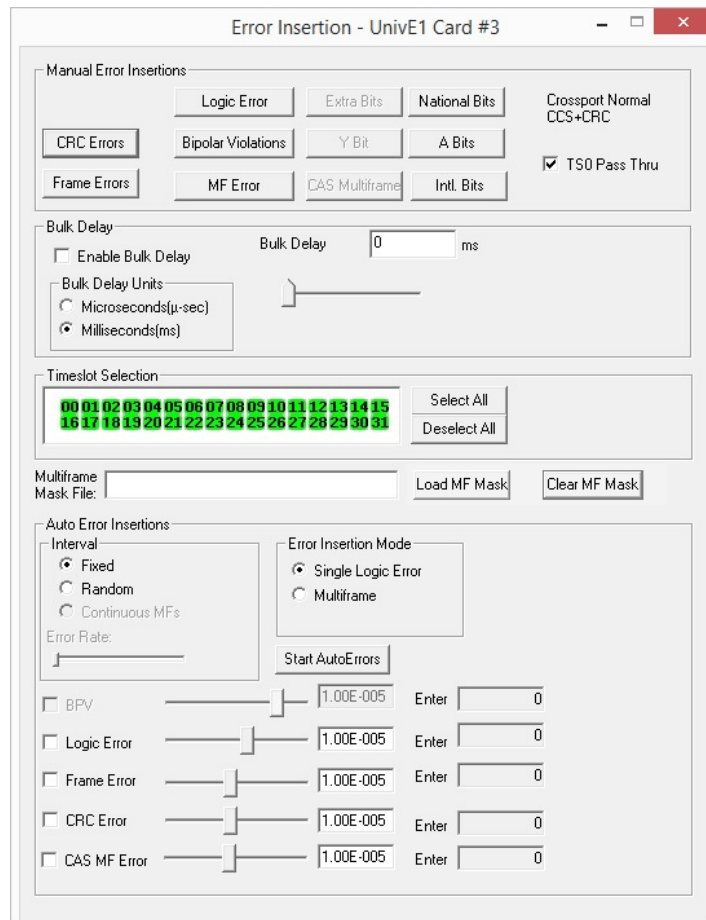 Error Insertion - UnivE1 Card #3
Manual Error Insertions
Logic Error Extra Bits National Bits Crossport Normal
CCS+CRC
CRC Errors Bipolar Violations Y Bit A Bits
TS0 Pass Thru
Frame Errors MF Error CAS Multiframe Intl. Bits
Bulk Delay
Enable Bulk Delay Bulk Delay 0 ms
Bulk Delay Units
Microseconds(µ-sec)
Milliseconds(ms)
Timeslot Selection
00 01 02 03 04 05 06 07 08 09 10 11 12 13 14 15
16 17 18 19 20 21 22 23 24 25 26 27 28 29 30 31
Select All
Deselect All
Multiframe
Mask File: Load MF Mask Clear MF Mask
Auto Error Insertions
Interval
Fixed
Random
Continuous MFs
Error Rate:
Error Insertion Mode
Single Logic Error
Multiframe
Start AutoErrors
BPV 1.00E-005 Enter 0
Logic Error 1.00E-005 Enter 0
Frame Error 1.00E-005 Enter 0
CRC Error 1.00E-005 Enter 0
CAS MF Error 1.00E-005 Enter 0